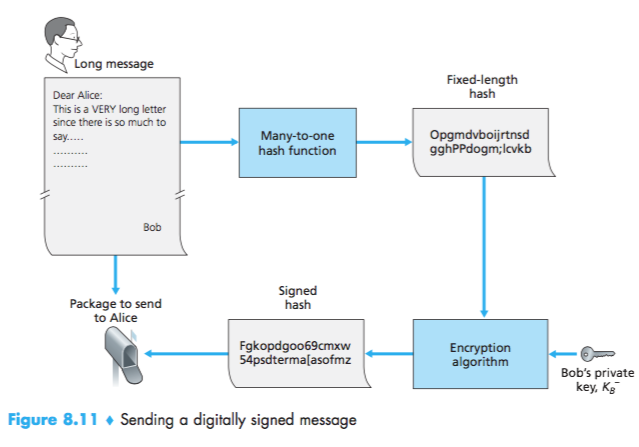 Long message
Dear Alice:
This is a VERY long letter
since there is so much to
say.....
..........
..........
Bob
Many-to-one
hash function
Fixed-length
hash
Opgmdvboijrtnsd
gghPPdogm;lcvkb
Package to send
to Alice
Signed
hash
Fgkopdgoo69cmxw
54psdterma[asofmz
Encryption
algorithm
Bob's private
key, K_B^-
Figure 8.11 ♦ Sending a digitally signed message